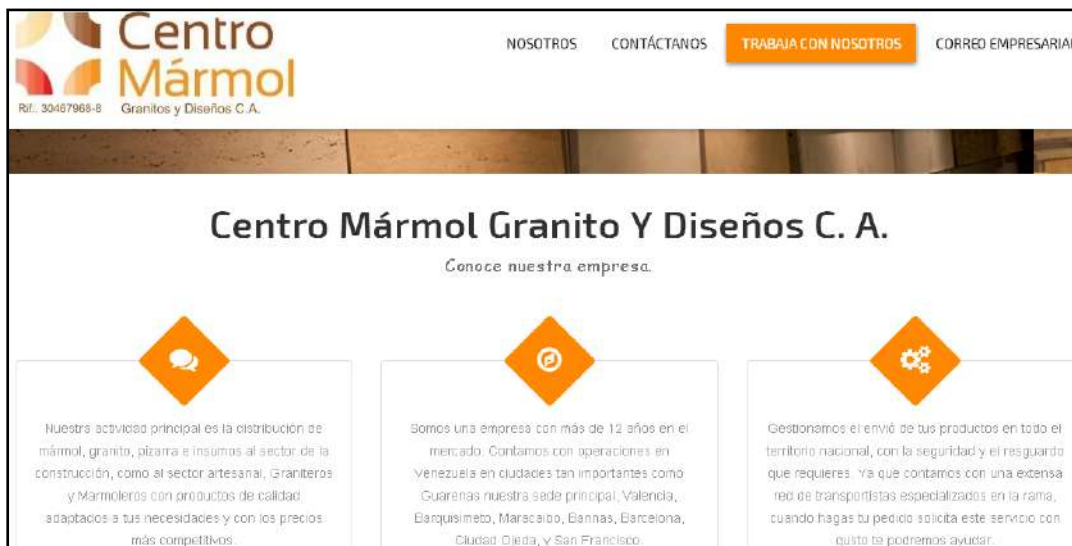 Centro
Mármol
Rif.. 30467968-8 Granitos y Diseños C.A.
NOSOTROS CONTÁCTANOS TRABAJA CON NOSOTROS CORREO EMPRESARIAL
Centro Mármol Granito Y Diseños C. A.
Conoce nuestra empresa.
Nuestra actividad principal es la distribución de
mármol, granito, pizarra e insumos al sector de la
construcción, como al sector artesanal, Graniteros
y Marmoleros con productos de calidad
adaptados a tus necesidades y con los precios
más competitivos.
Somos una empresa con más de 12 años en el
mercado. Contamos con operaciones en
Venezuela en ciudades tan importantes como
Guarenas nuestra sede principal, Valencia,
Barquisimeto, Maracaibo, Barinas, Barcelona,
Ciudad Ojeda, y San Francisco.
Gestionamos el envió de tus productos en todo el
territorio nacional, con la seguridad y el resguardo
que requieres. Ya que contamos con una extensa
red de transportistas especializados en la rama,
cuando hagas tu pedido solicita este servicio con
gusto te podremos ayudar.